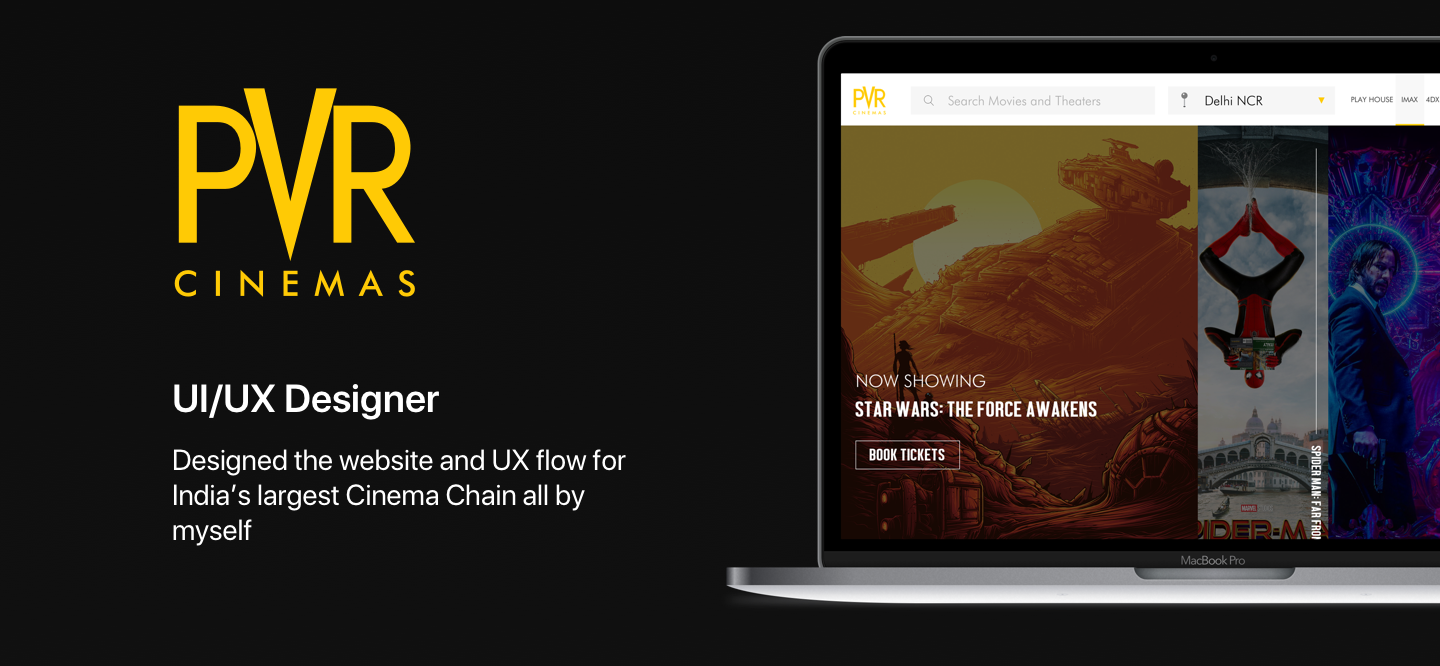 PVR
CINEMAS
UI/UX Designer
Designed the website and UX flow for
India’s largest Cinema Chain all by
myself
PVR
CINEMAS
Search Movies and Theaters
Delhi NCR
PLAY HOUSE IMAX 4DX
NOW SHOWING
STAR WARS: THE FORCE AWAKENS
BOOK TICKETS
SPIDER MAN: FAR FROM
MARVEL STUDIOS
MacBook Pro